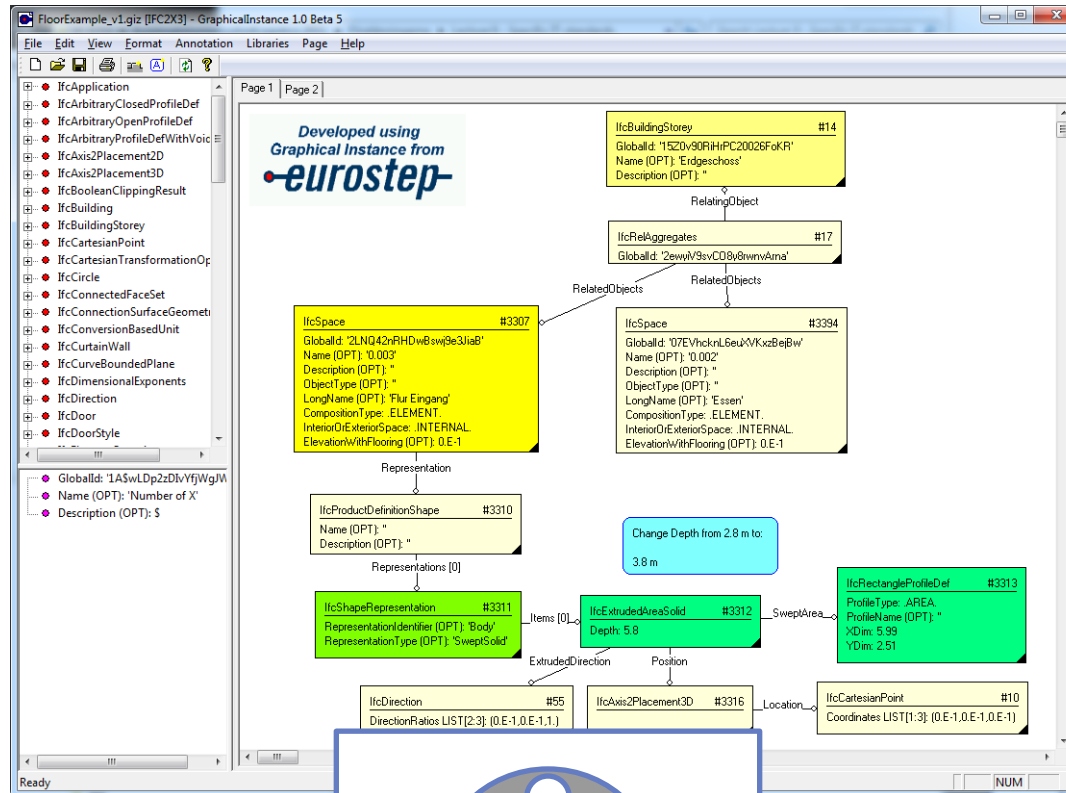 FloorExample_v1.giz [IFC2X3] - GraphicalInstance 1.0 Beta 5
File Edit View Format Annotation Libraries Page Help
IfcApplication
IfcArbitraryClosedProfileDef
IfcArbitraryOpenProfileDef
IfcArbitraryProfileDefWithVoic
IfcAxis2Placement2D
IfcAxis2Placement3D
IfcBooleanClippingResult
IfcBuilding
IfcBuildingStorey
IfcCartesianPoint
IfcCartesianTransformationOp
IfcCircle
IfcConnectedFaceSet
IfcConnectionSurfaceGeometr
IfcConversionBasedUnit
IfcCurtainWall
IfcCurveBoundedPlane
IfcDimensionalExponents
IfcDirection
IfcDoor
IfcDoorStyle
GlobalId: '1A$wLDp2zDIvYfjWgJW
Name (OPT): 'Number of X'
Description (OPT): $
Page 1 Page 2
Developed using
Graphical Instance from
eurostep
IfcBuildingStorey #14
GlobalId: '15Z0v90RiHrPC20026FoKR'
Name (OPT): 'Erdgeschoss'
Description (OPT): ''
RelatingObject
IfcRelAggregates #17
GlobalId: '2ewyiV9svCO8y8rwnvArna'
RelatedObjects
RelatedObjects
IfcSpace #3307
GlobalId: '2LNQ42nRHDwBswj9e3JiaB'
Name (OPT): '0.003'
Description (OPT): ''
ObjectType (OPT): ''
LongName (OPT): 'Flur Eingang'
CompositionType: .ELEMENT.
InteriorOrExteriorSpace: .INTERNAL.
ElevationWithFlooring (OPT): 0.E-1
IfcSpace #3394
GlobalId: '07EVhcknL6euXVKxzBejBw'
Name (OPT): '0.002'
Description (OPT): ''
ObjectType (OPT): ''
LongName (OPT): 'Essen'
CompositionType: .ELEMENT.
InteriorOrExteriorSpace: .INTERNAL.
ElevationWithFlooring (OPT): 0.E-1
Representation
IfcProductDefinitionShape #3310
Name (OPT): ''
Description (OPT): ''
Representations [0]
Change Depth from 2.8 m to:
3.8 m
IfcShapeRepresentation #3311
RepresentationIdentifier (OPT): 'Body'
RepresentationType (OPT): 'SweptSolid'
Items [0]
IfcExtrudedAreaSolid #3312
Depth: 5.8
SweptArea
IfcRectangleProfileDef #3313
ProfileType: .AREA.
ProfileName (OPT): ''
XDim: 5.99
YDim: 2.51
ExtrudedDirection
Position
IfcDirection #55
DirectionRatios LIST[2:3]: (0.E-1,0.E-1,1.)
IfcAxis2Placement3D #3316
Location
IfcCartesianPoint #10
Coordinates LIST[1:3]: (0.E-1,0.E-1,0.E-1)
Ready
NUM